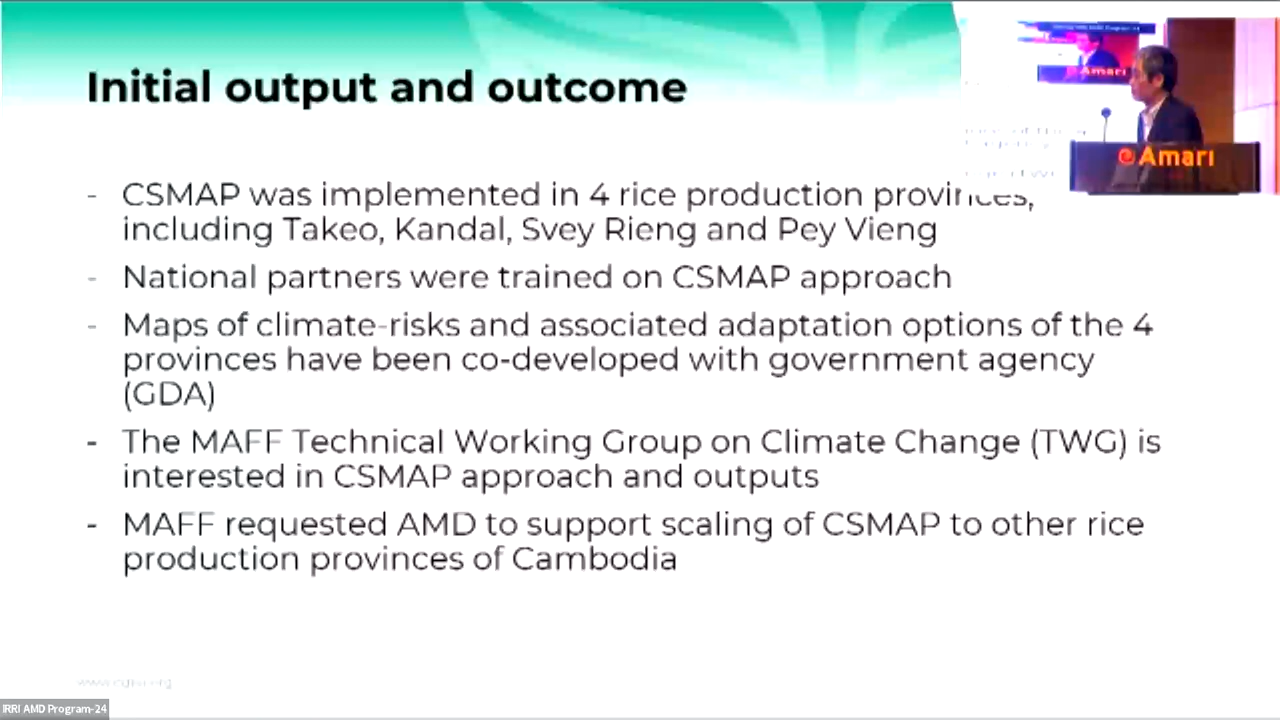 Initial output and outcome
Amari
Amari
- CSMAP was implemented in 4 rice production provinces,
including Takeo, Kandal, Svey Rieng and Pey Vieng
- National partners were trained on CSMAP approach
- Maps of climate-risks and associated adaptation options of the 4
provinces have been co-developed with government agency
(GDA)
- The MAFF Technical Working Group on Climate Change (TWG) is
interested in CSMAP approach and outputs
- MAFF requested AMD to support scaling of CSMAP to other rice
production provinces of Cambodia
IRRI AMD Program-24